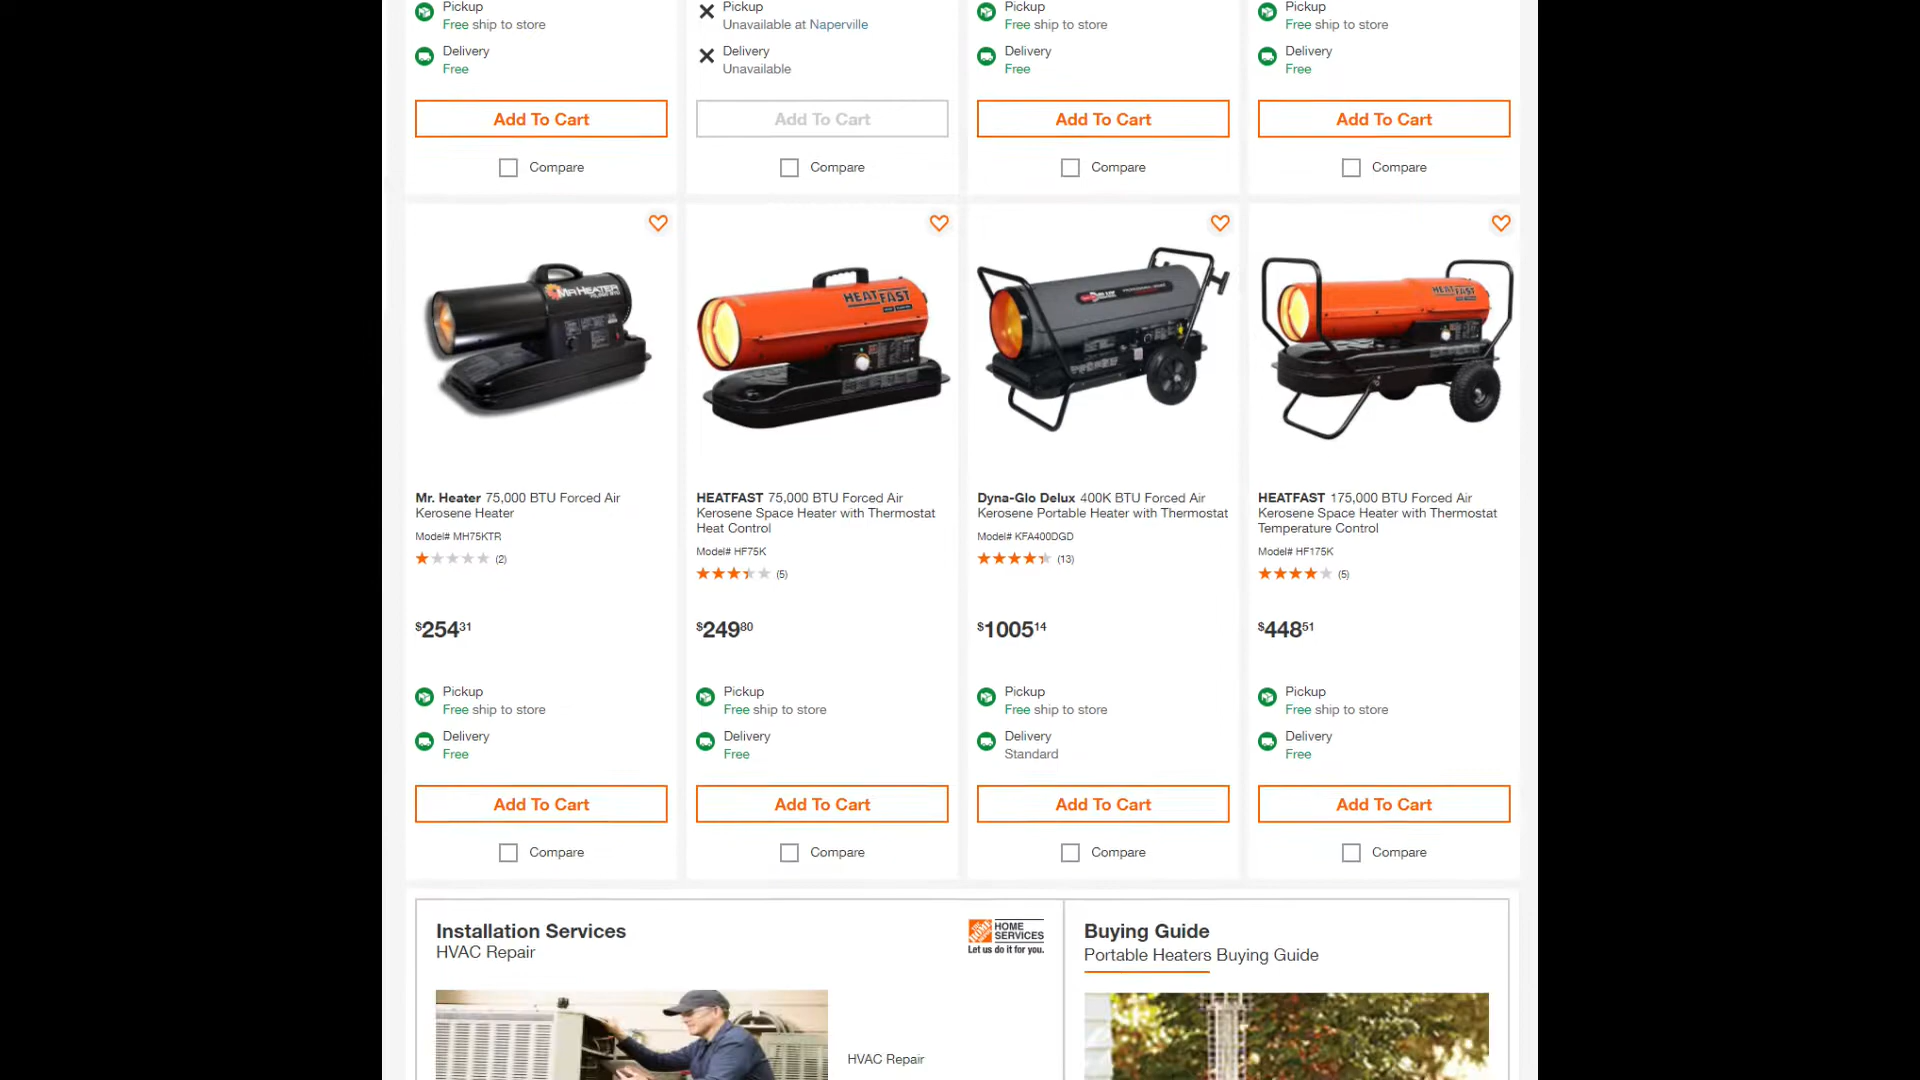 Pickup
Free ship to store
Delivery
Free
Add To Cart
Compare
Pickup
Unavailable at Naperville
Delivery
Unavailable
Add To Cart
Compare
Pickup
Free ship to store
Delivery
Free
Add To Cart
Compare
Pickup
Free ship to store
Delivery
Free
Add To Cart
Compare
MR HEATER
Mr. Heater 75,000 BTU Forced Air
Kerosene Heater
Model# MH75KTR
(2)
$254 31
Pickup
Free ship to store
Delivery
Free
Add To Cart
Compare
HEAT FAST
HEATFAST 75,000 BTU Forced Air
Kerosene Space Heater with Thermostat
Heat Control
Model# HF75K
(5)
$249 80
Pickup
Free ship to store
Delivery
Free
Add To Cart
Compare
Dyna-Glo Delux 400K BTU Forced Air
Kerosene Portable Heater with Thermostat
Model# KFA400DGD
(13)
$1005 14
Pickup
Free ship to store
Delivery
Standard
Add To Cart
Compare
HEAT FAST
HEATFAST 175,000 BTU Forced Air
Kerosene Space Heater with Thermostat
Temperature Control
Model# HF175K
(5)
$448 51
Pickup
Free ship to store
Delivery
Free
Add To Cart
Compare
Installation Services
HVAC Repair
HOME
SERVICES
Let us do it for you.
HVAC Repair
Buying Guide
Portable Heaters Buying Guide